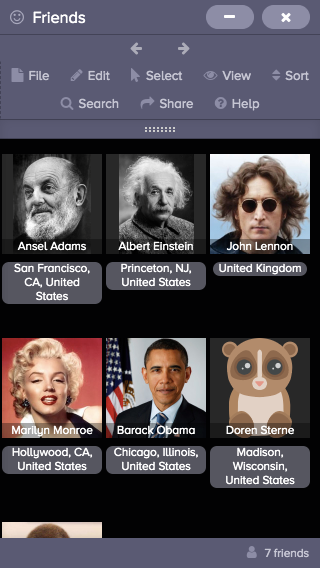 Friends
File Edit Select View Sort
Search Share Help
Ansel Adams
San Francisco,
CA, United
States
Albert Einstein
Princeton, NJ,
United States
John Lennon
United Kingdom
Marilyn Monroe
Hollywood, CA,
United States
Barack Obama
Chicago, Illinois,
United States
Doren Sterne
Madison,
Wisconsin,
United States
7 friends